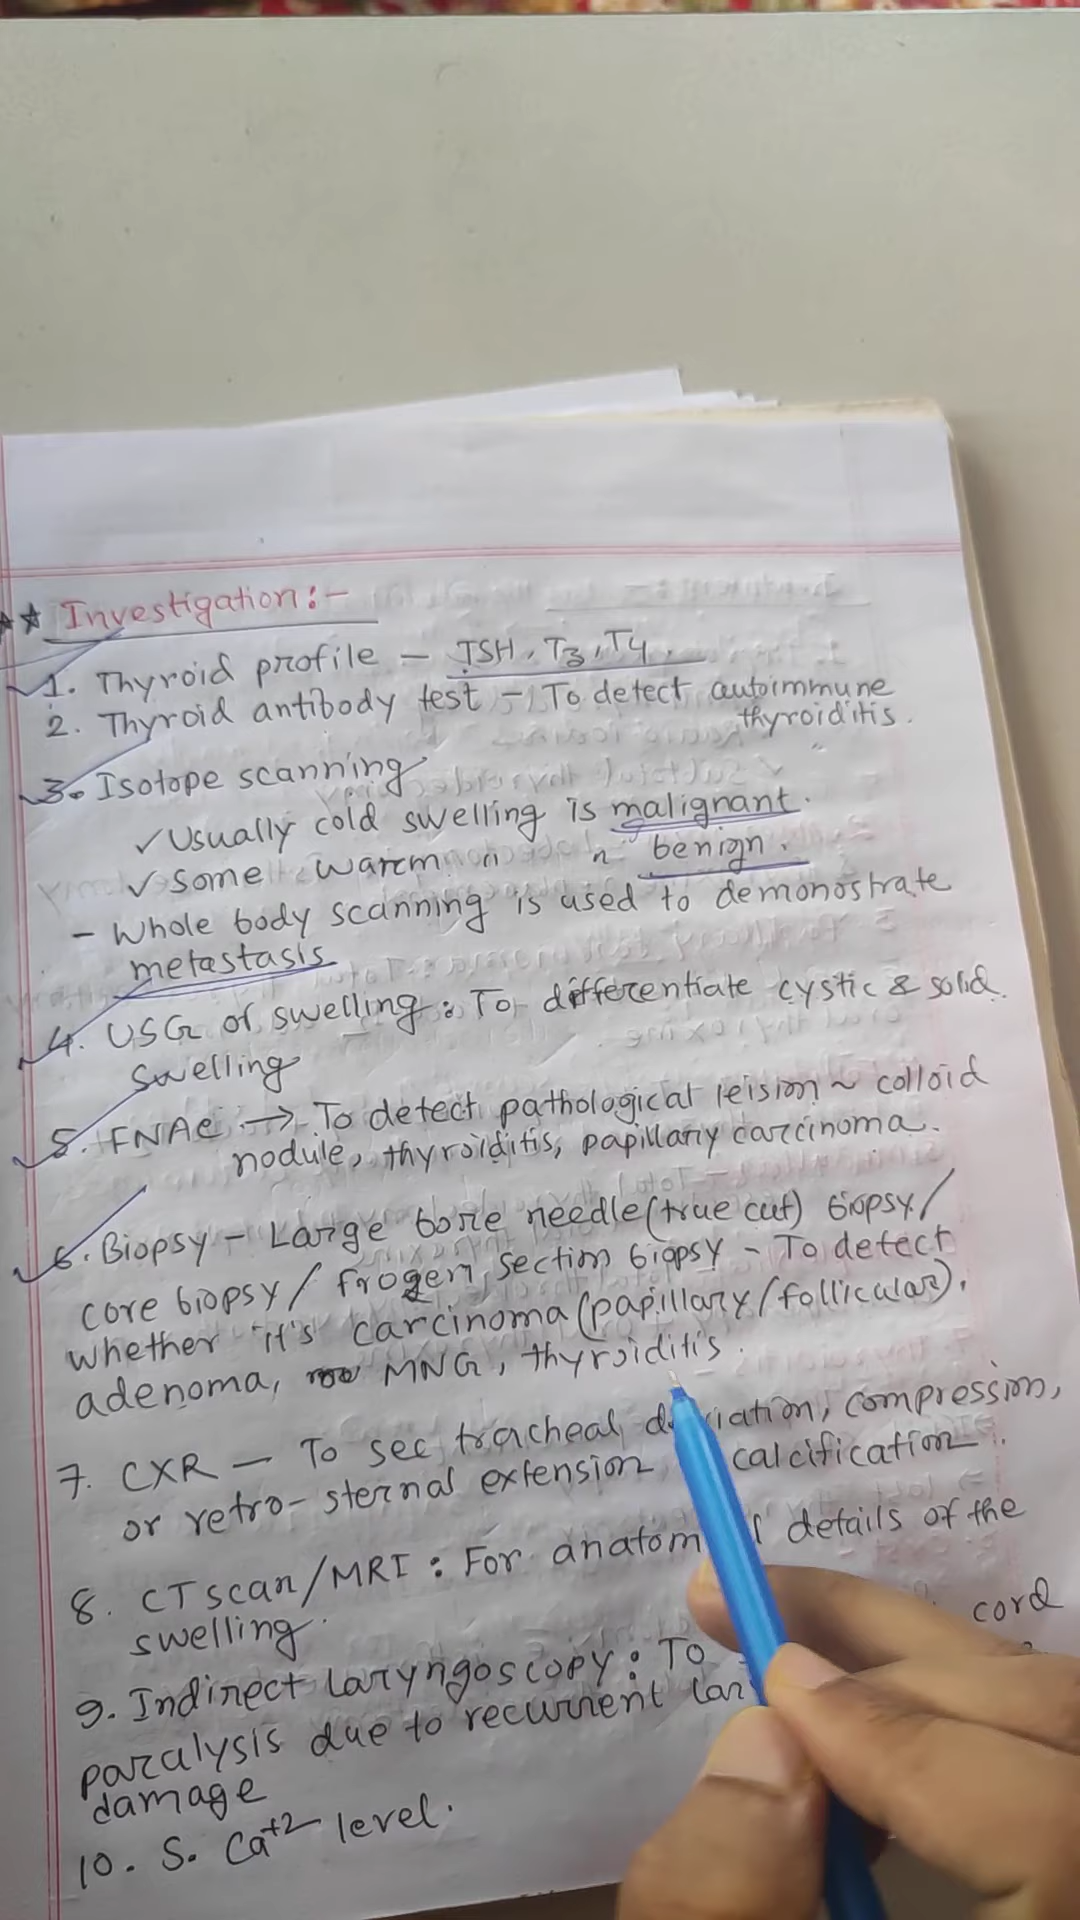 ★★ Investigation:-
1. Thyroid profile - TSH, T3, T4.
2. Thyroid antibody test - To detect autoimmune
thyroiditis.
3. Isotope scanning
✓ Usually cold swelling is malignant.
✓ Some warm " " benign.
- Whole body scanning is used to demonostrate
metastasis
4. USG of swelling: To differentiate cystic & solid
swelling
5. FNAC → To detect pathological leision ~ colloid
nodule, thyroiditis, papillary carcinoma.
6. Biopsy - Large bore needle (true cut) biopsy/
core biopsy/ frogen section biopsy - To detect
whether it's carcinoma (papillary/follicular),
adenoma, MNG, thyroiditis.
7. CXR - To see tracheal deviation, compression,
or retro-sternal extension calcification.
8. CT scan/MRI: For anatom l details of the
swelling.
9. Indirect Laryngoscopy: To cord
paralysis due to recurrent lar
damage
10. S. Ca+2 level.